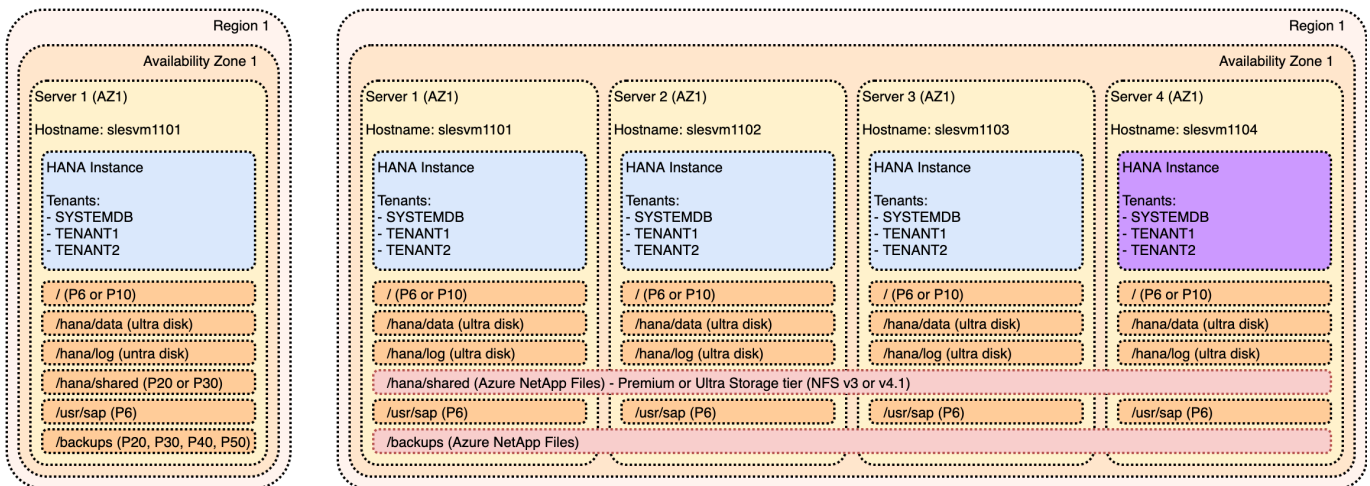 Region 1
Availability Zone 1
Server 1 (AZ1)
Hostname: slesvm1101
HANA Instance
Tenants:
- SYSTEMDB
- TENANT1
- TENANT2
/ (P6 or P10)
/hana/data (ultra disk)
/hana/log (untra disk)
/hana/shared (P20 or P30)
/usr/sap (P6)
/backups (P20, P30, P40, P50)
Region 1
Availability Zone 1
Server 1 (AZ1)
Hostname: slesvm1101
HANA Instance
Tenants:
- SYSTEMDB
- TENANT1
- TENANT2
/ (P6 or P10)
/hana/data (ultra disk)
/hana/log (ultra disk)
Server 2 (AZ1)
Hostname: slesvm1102
HANA Instance
Tenants:
- SYSTEMDB
- TENANT1
- TENANT2
/ (P6 or P10)
/hana/data (ultra disk)
/hana/log (ultra disk)
Server 3 (AZ1)
Hostname: slesvm1103
HANA Instance
Tenants:
- SYSTEMDB
- TENANT1
- TENANT2
/ (P6 or P10)
/hana/data (ultra disk)
/hana/log (ultra disk)
Server 4 (AZ1)
Hostname: slesvm1104
HANA Instance
Tenants:
- SYSTEMDB
- TENANT1
- TENANT2
/ (P6 or P10)
/hana/data (ultra disk)
/hana/log (ultra disk)
/hana/shared (Azure NetApp Files) - Premium or Ultra Storage tier (NFS v3 or v4.1)
/usr/sap (P6)
/usr/sap (P6)
/usr/sap (P6)
/usr/sap (P6)
/backups (Azure NetApp Files)